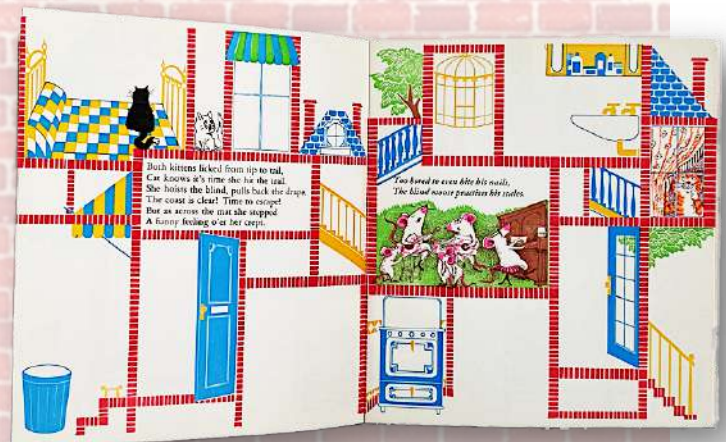 Both kittens licked from tip to tail,
Cat knows it's time she hit the trail.
She hoists the blind, pulls back the drape
The coast is clear! Time to escape!
But as across the mat she stepped
A funny feeling o'er her crept.
Too bored to even bite his nails,
The blind mouse practises his scales.